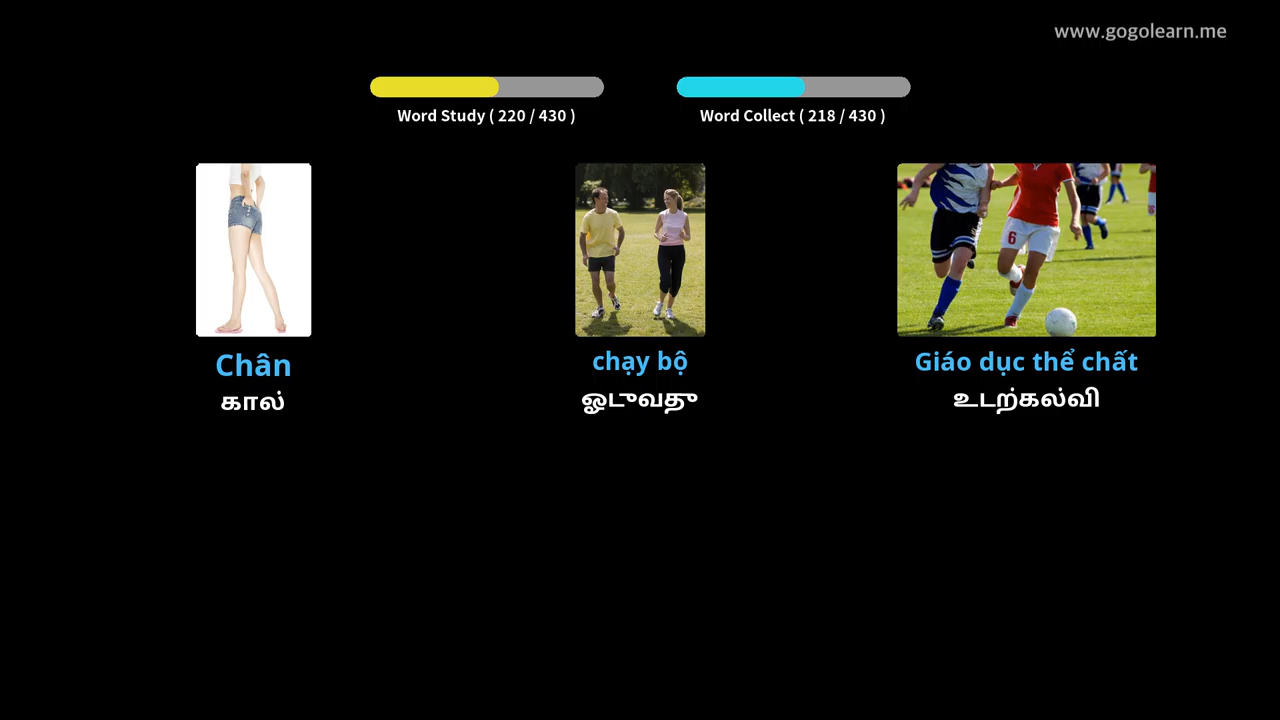 www.gogolearn.me
Word Study ( 220 / 430 )
Word Collect ( 218 / 430 )
6
Chân
chạy bộ
Giáo dục thể chất
கால்
ஓடுவது
உடற்கல்வி